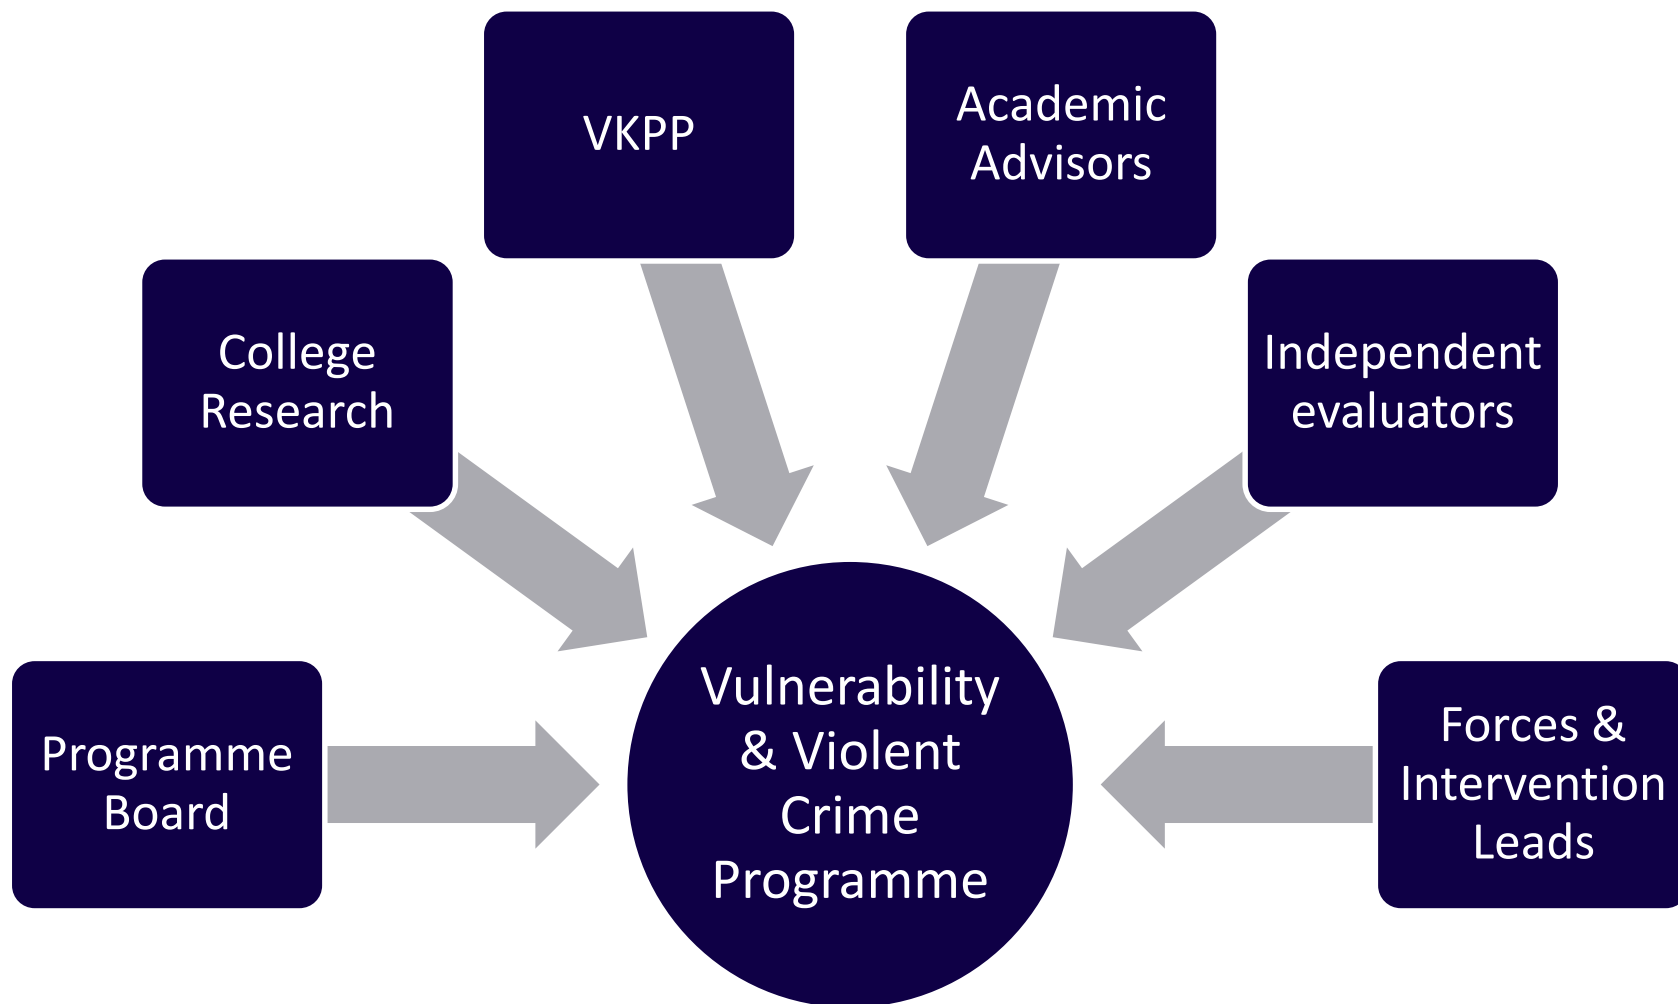 VKPP
Academic
Advisors
College
Research
Independent
evaluators
Programme
Board
Vulnerability
& Violent
Crime
Programme
Forces &
Intervention
Leads